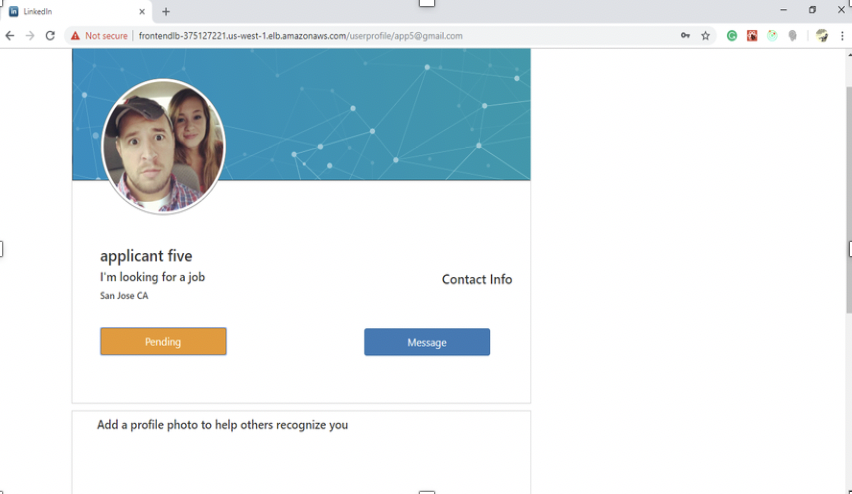 in LinkedIn
Not secure | frontendlb-375127221.us-west-1.elb.amazonaws.com/userprofile/app5@gmail.com
applicant five
I'm looking for a job
Contact Info
San Jose CA
Pending
Message
Add a profile photo to help others recognize you